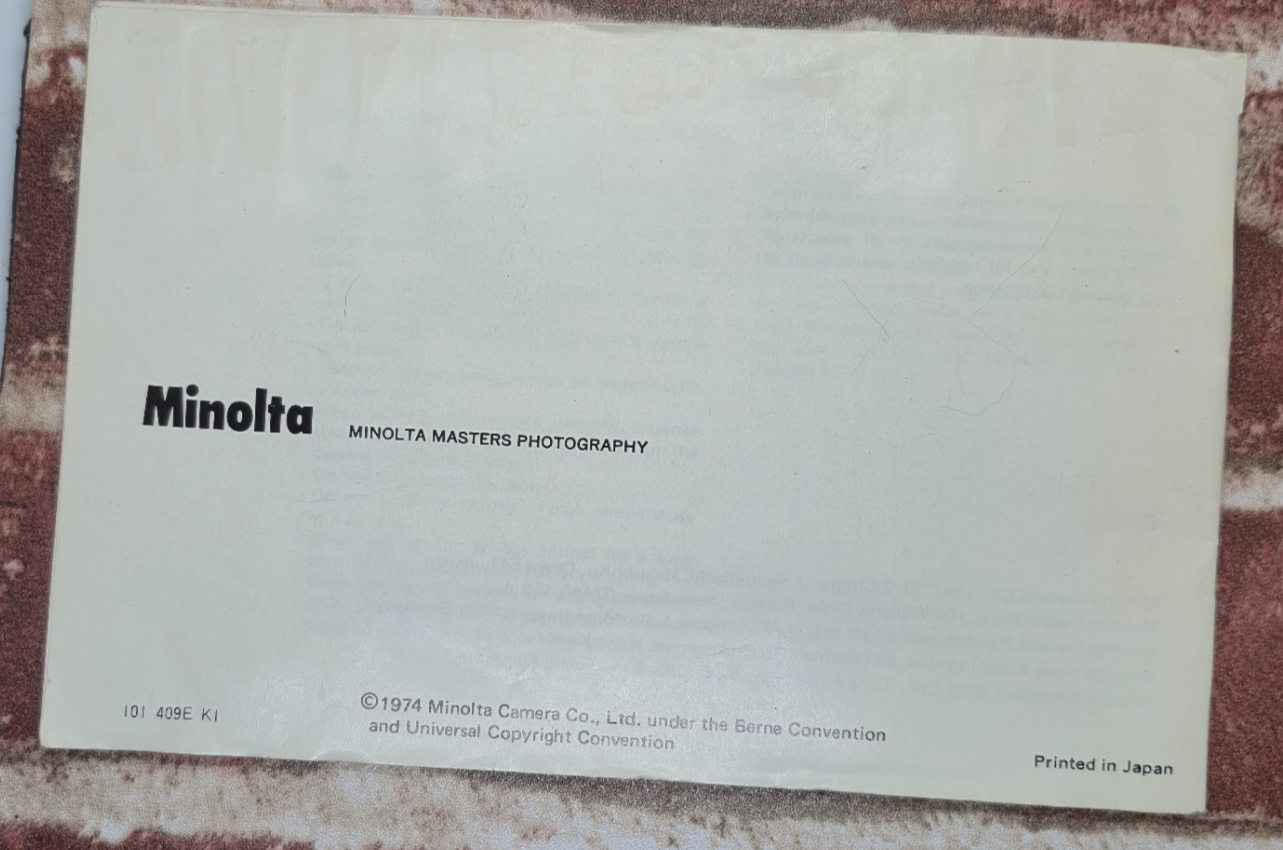 Minolta
MINOLTA MASTERS PHOTOGRAPHY
101 409E KI
©1974 Minolta Camera Co., Ltd. under the Berne Convention
and Universal Copyright Convention
Printed in Japan